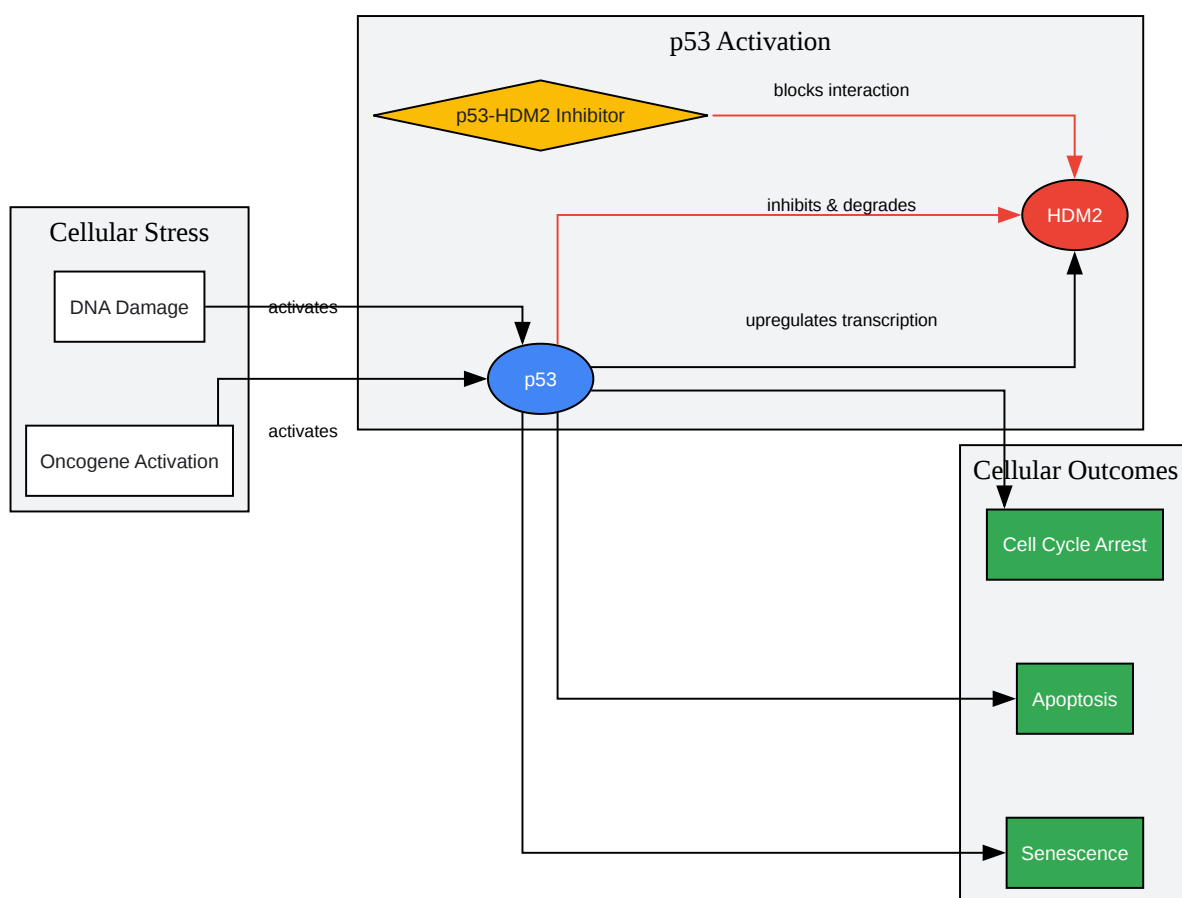 p53 Activation
p53-HDM2 Inhibitor
blocks interaction
HDM2
inhibits & degrades
Cellular Stress
DNA Damage
activates
upregulates transcription
p53
Oncogene Activation
activates
Cellular Outcomes
Cell Cycle Arrest
Apoptosis
Senescence